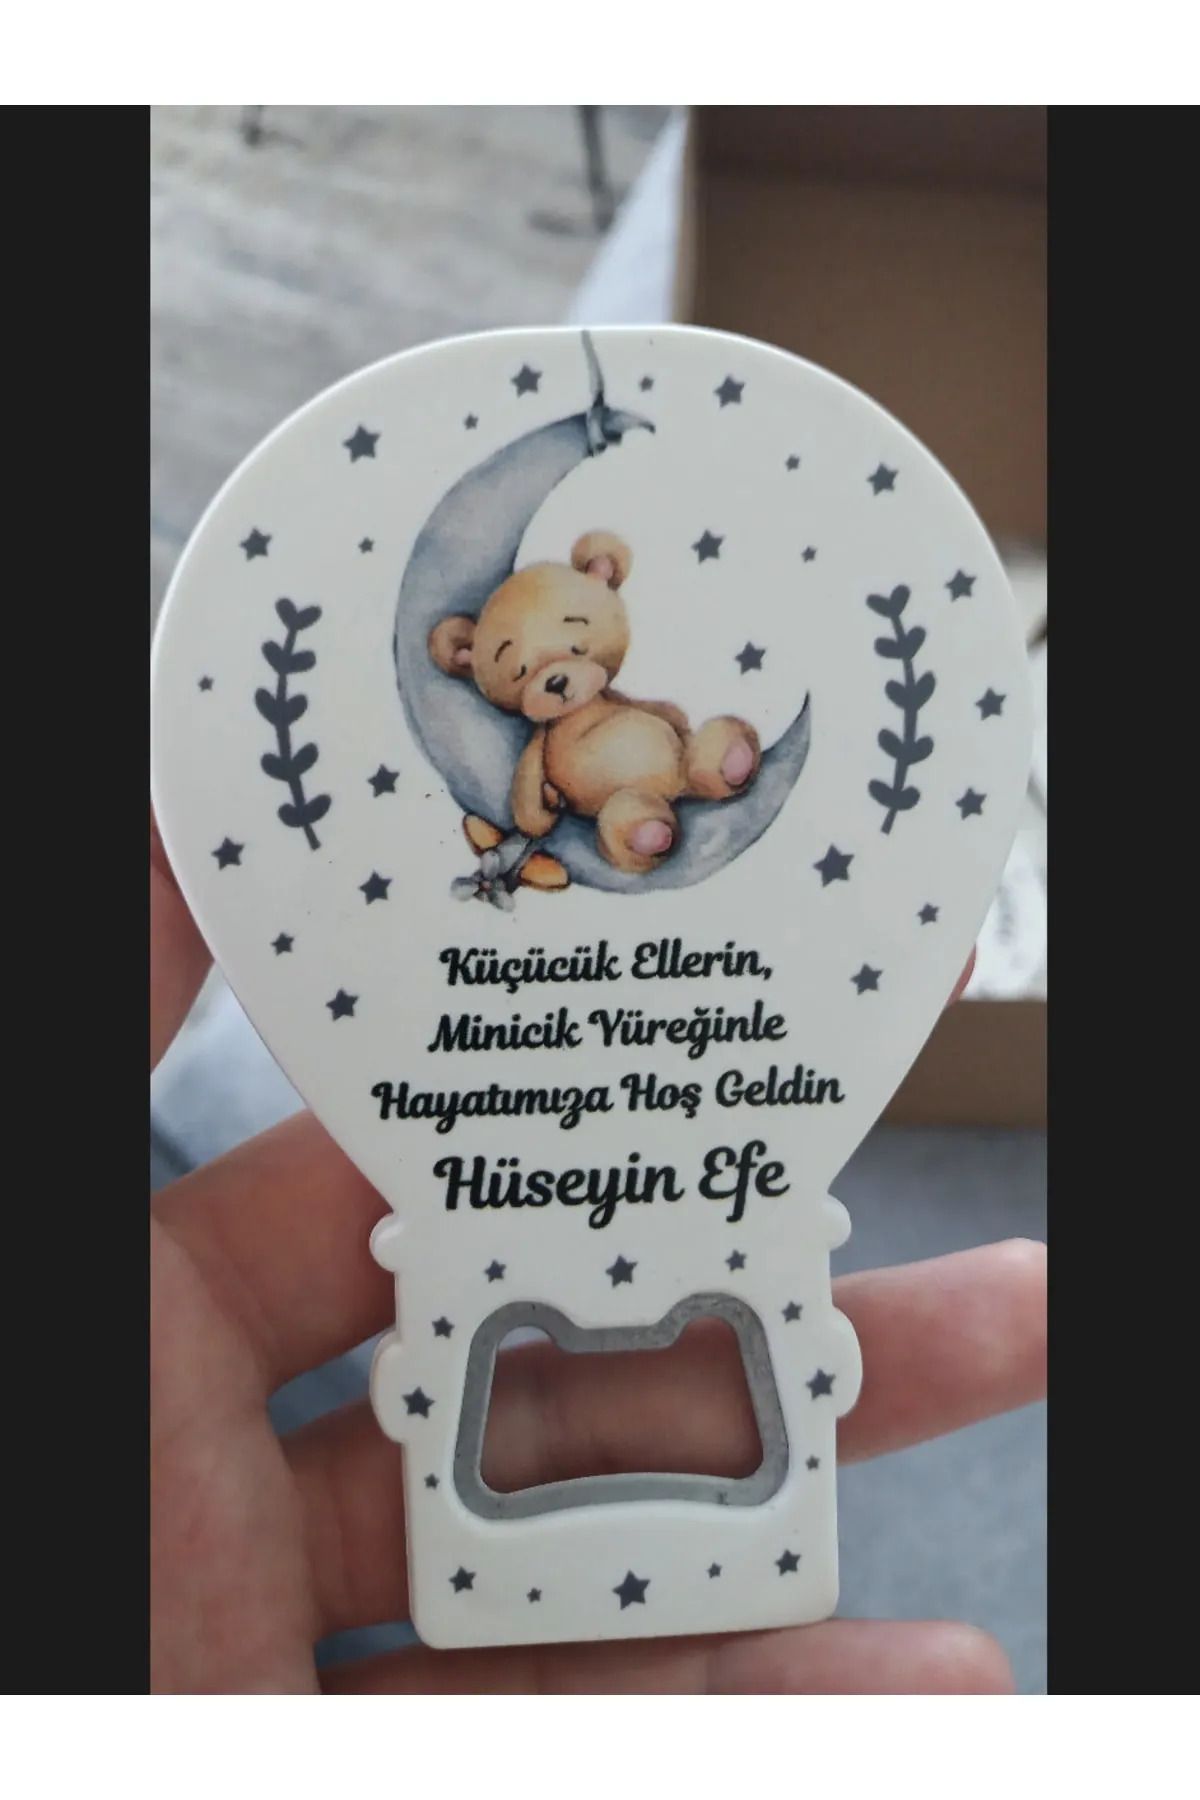 Küçücük Ellerin,
Minicik Yüreğinle
Hayatımıza Hoş Geldin
Hüseyin Efe